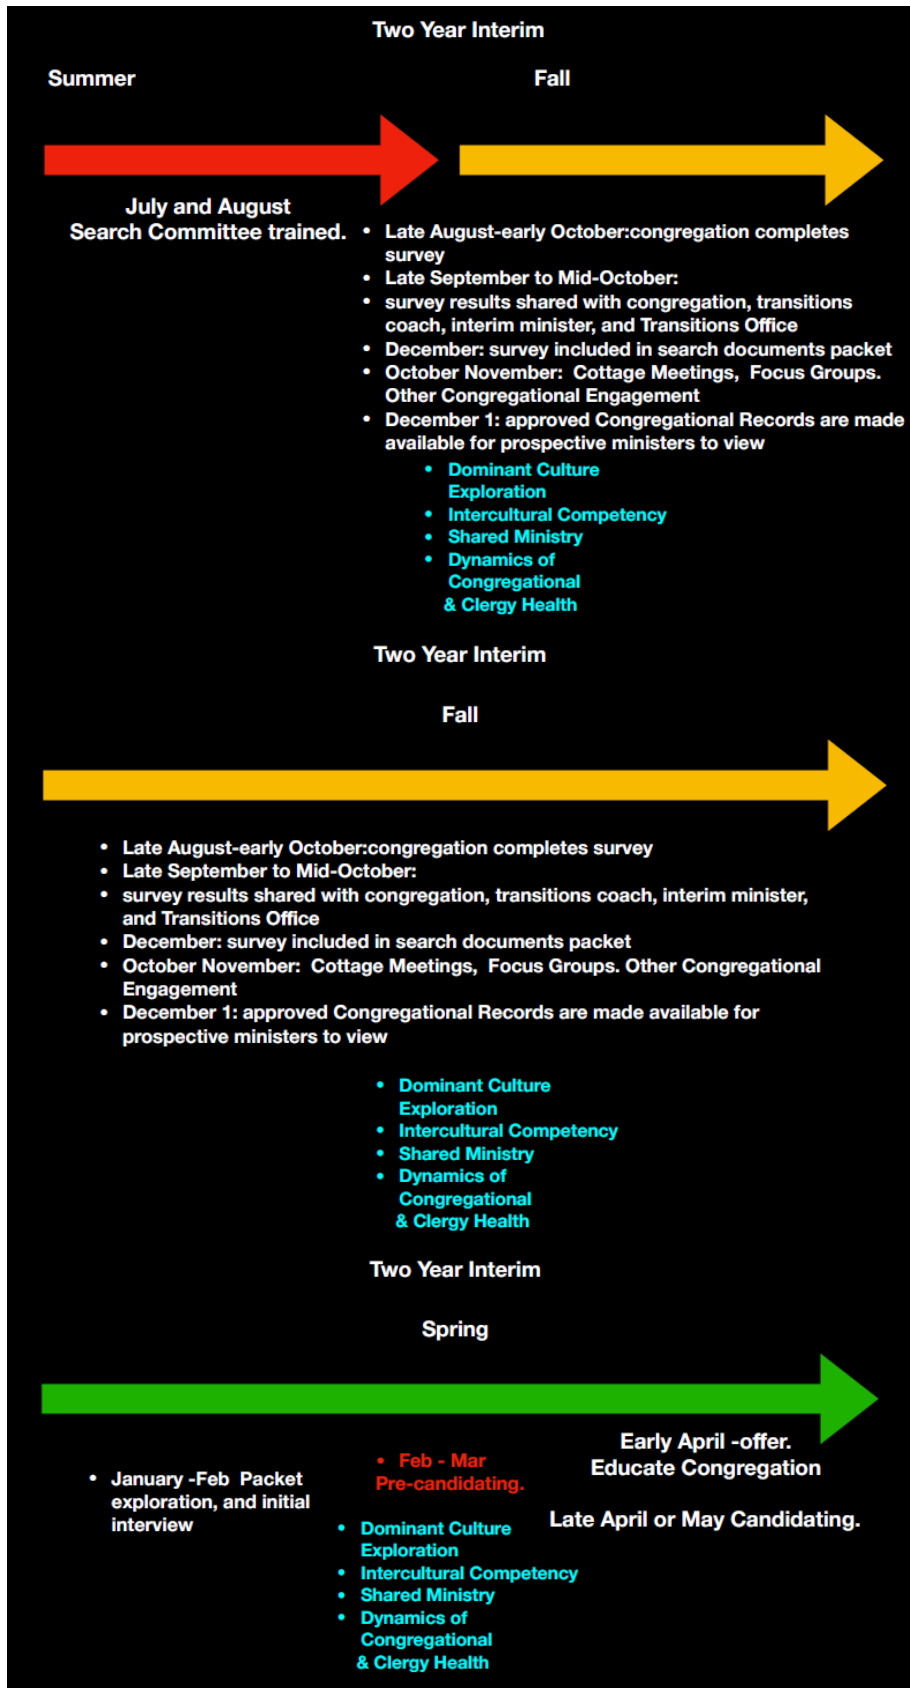 Two Year Interim
Summer
Fall
July and August
Search Committee trained.
• Late August-early October:congregation completes
survey
• Late September to Mid-October:
• survey results shared with congregation, transitions
coach, interim minister, and Transitions Office
• December: survey included in search documents packet
• October November:  Cottage Meetings,  Focus Groups.
Other Congregational Engagement
• December 1: approved Congregational Records are made
available for prospective ministers to view
• Dominant Culture
Exploration
• Intercultural Competency
• Shared Ministry
• Dynamics of
Congregational
& Clergy Health
Two Year Interim
Fall
• Late August-early October:congregation completes survey
• Late September to Mid-October:
• survey results shared with congregation, transitions coach, interim minister,
and Transitions Office
• December: survey included in search documents packet
• October November:  Cottage Meetings,  Focus Groups. Other Congregational
Engagement
• December 1: approved Congregational Records are made available for
prospective ministers to view
• Dominant Culture
Exploration
• Intercultural Competency
• Shared Ministry
• Dynamics of
Congregational
& Clergy Health
Two Year Interim
Spring
• January -Feb  Packet
exploration, and initial
interview
• Feb - Mar
Pre-candidating.
• Dominant Culture
Exploration
• Intercultural Competency
• Shared Ministry
• Dynamics of
Congregational
& Clergy Health
Early April -offer.
Educate Congregation
Late April or May Candidating.